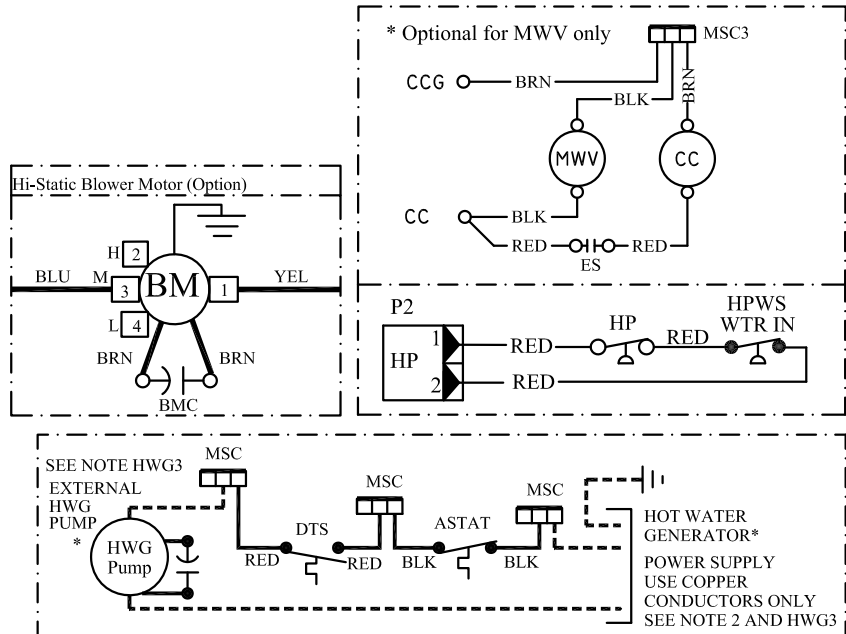 * Optional for MWV only
MSC3
CCG
BRN
BLK
BRN
MWV
CC
CC
BLK
RED
ES
RED
Hi-Static Blower Motor (Option)
H
2
BLU
M
3
BM
1
YEL
L
4
BRN
BRN
BMC
P2
HP
1
2
RED
HP
RED
HPWS
WTR IN
RED
SEE NOTE HWG3
EXTERNAL
HWG
PUMP
*
HWG
Pump
MSC
RED
DTS
RED
MSC
BLK
ASTAT
BLK
MSC
HOT WATER
GENERATOR*
POWER SUPPLY
USE COPPER
CONDUCTORS ONLY
SEE NOTE 2 AND HWG3